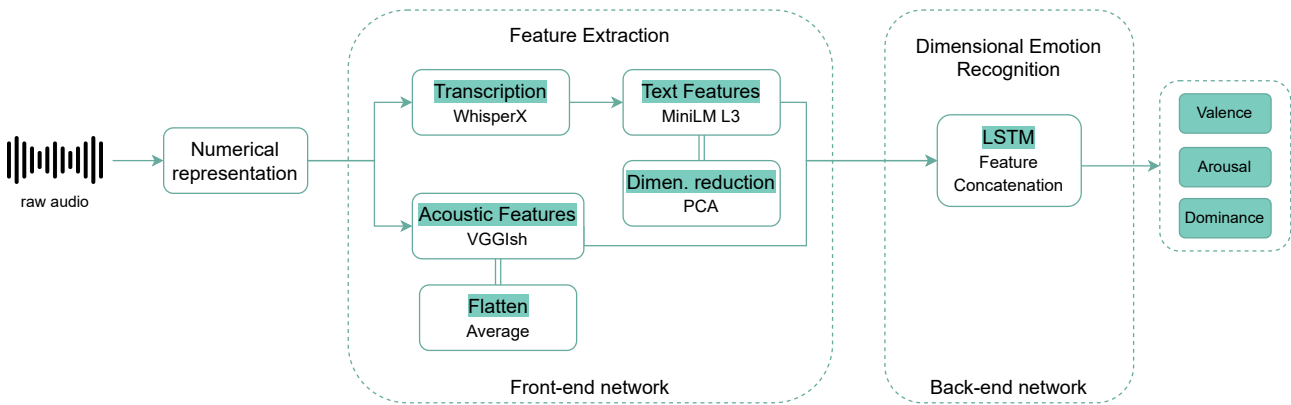 raw audio
Numerical
representation
Feature Extraction
Transcription
WhisperX
Text Features
MiniLM L3
Dimen. reduction
PCA
Acoustic Features
VGGIsh
Flatten
Average
Front-end network
Dimensional Emotion
Recognition
LSTM
Feature
Concatenation
Back-end network
Valence
Arousal
Dominance